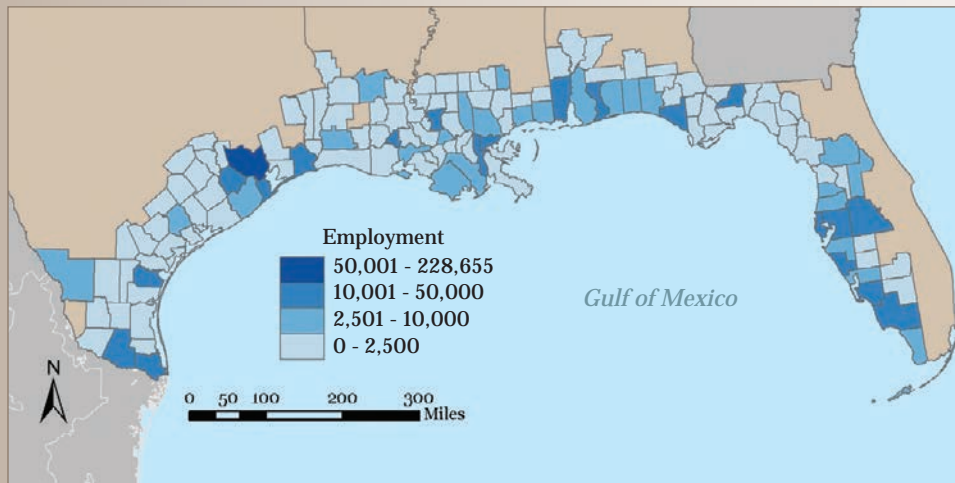 Employment
50,001 - 228,655
10,001 - 50,000
2,501 - 10,000
0 - 2,500
Gulf of Mexico
N
0 50 100 200 300
Miles